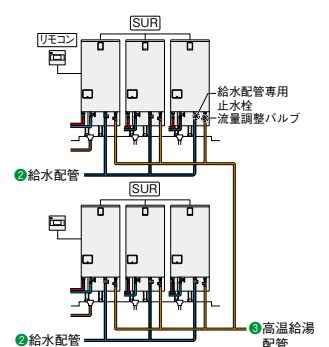 SUR
リモコン
給水配管専用
止水栓
流量調整バルブ
❷給水配管
SUR
❸高温給湯
配管
❷給水配管